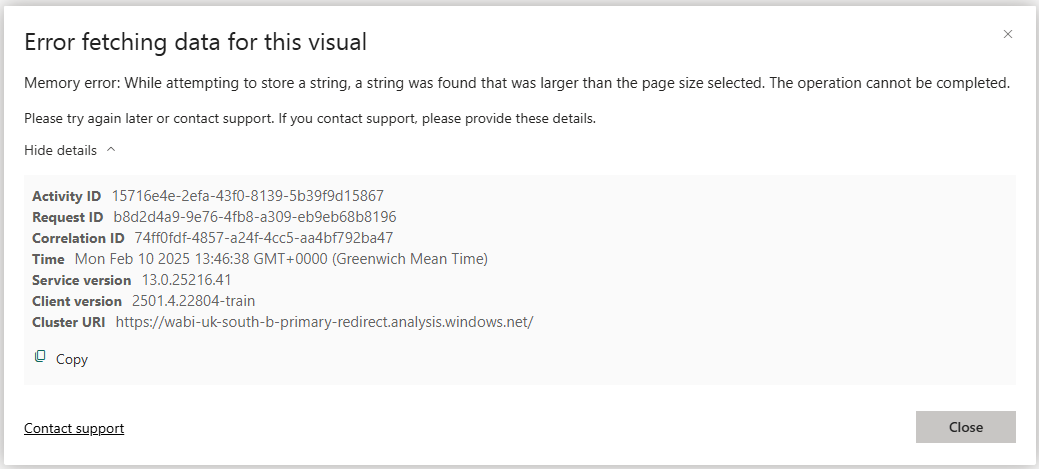 Error fetching data for this visual
Memory error: While attempting to store a string, a string was found that was larger than the page size selected. The operation cannot be completed.
Please try again later or contact support. If you contact support, please provide these details.
Hide details
Activity ID 15716e4e-2efa-43f0-8139-5b39f9d15867
Request ID b8d2d4a9-9e76-4fb8-a309-eb9eb68b8196
Correlation ID 74ff0fdf-4857-a24f-4cc5-aa4bf792ba47
Time Mon Feb 10 2025 13:46:38 GMT+0000 (Greenwich Mean Time)
Service version 13.0.25216.41
Client version 2501.4.22804-train
Cluster URI https://wabi-uk-south-b-primary-redirect.analysis.windows.net/
Copy
Contact support
Close